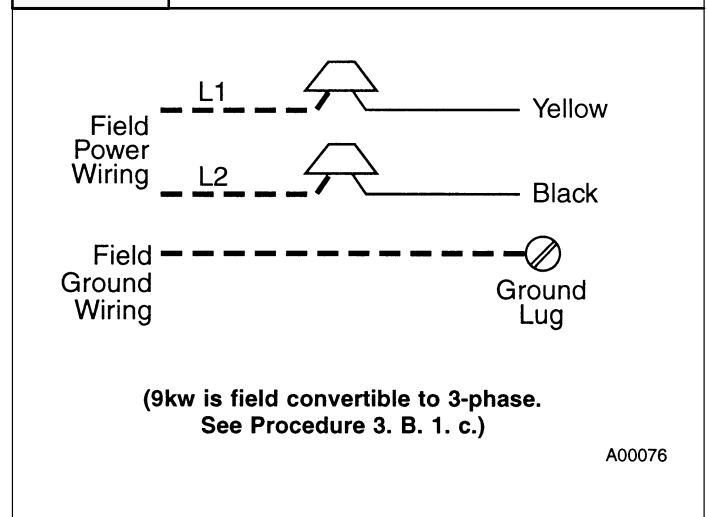 L1
Yellow
Field
Power
Wiring
L2
Black
Field
Ground
Wiring
Ground
Lug
(9kw is field convertible to 3-phase.
See Procedure 3. B. 1. c.)
A00076